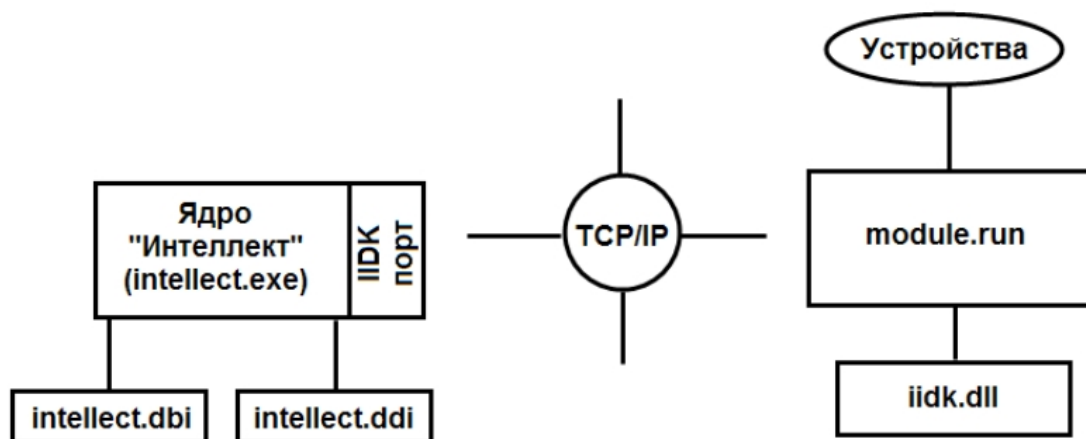 Устройства
Ядро
"Интеллект"
(intellect.exe)
IIDK
порт
TCP/IP
module.run
intellect.dbi
intellect.ddi
iidk.dll